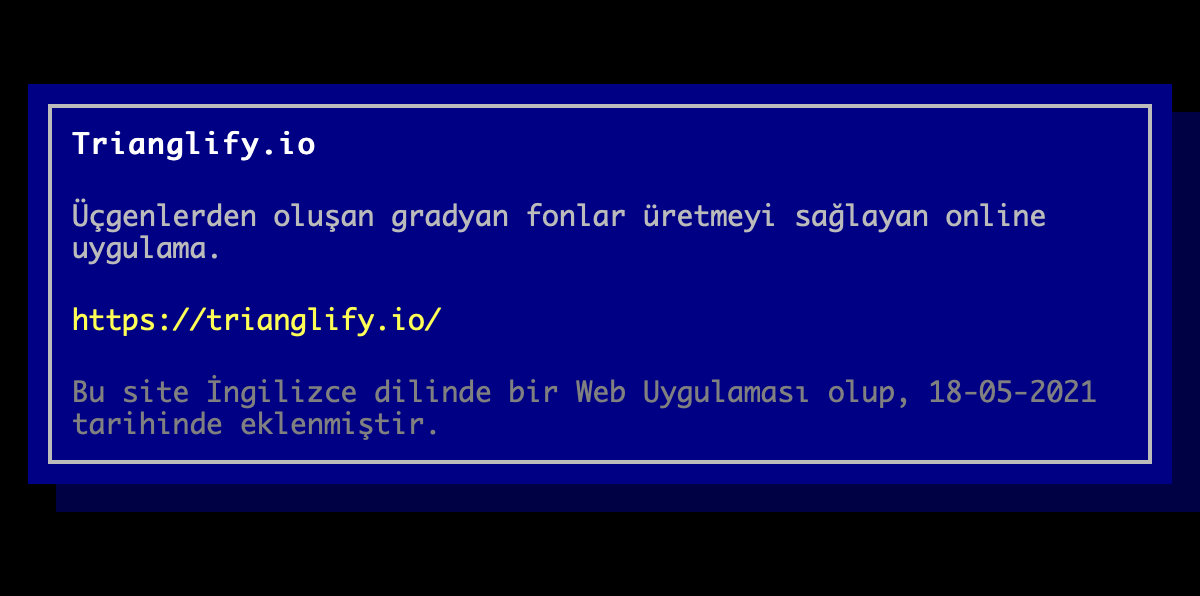 Trianglify.io
Üçgenlerden oluşan gradyan fonlar üretmeyi sağlayan online
uygulama.
https://trianglify.io/
Bu site İngilizce dilinde bir Web Uygulaması olup, 18-05-2021
tarihinde eklenmiştir.